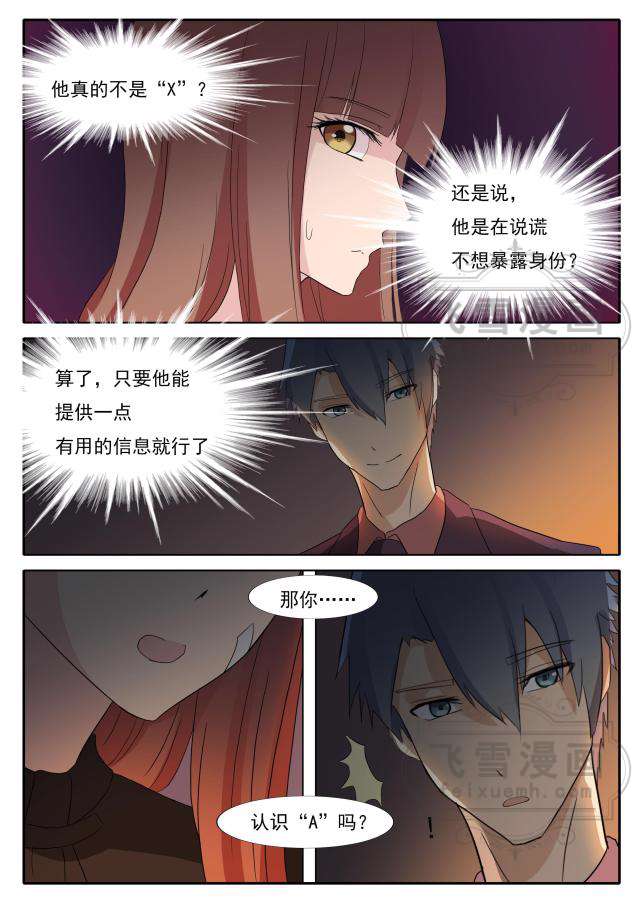 他真的不是“X”？
还是说，
他是在说谎
不想暴露身份？
飞雪漫画
算了，只要他能
提供一点
有用的信息就行了
那你……
飞雪漫画
feixuemh.com
认识“A”吗？
！